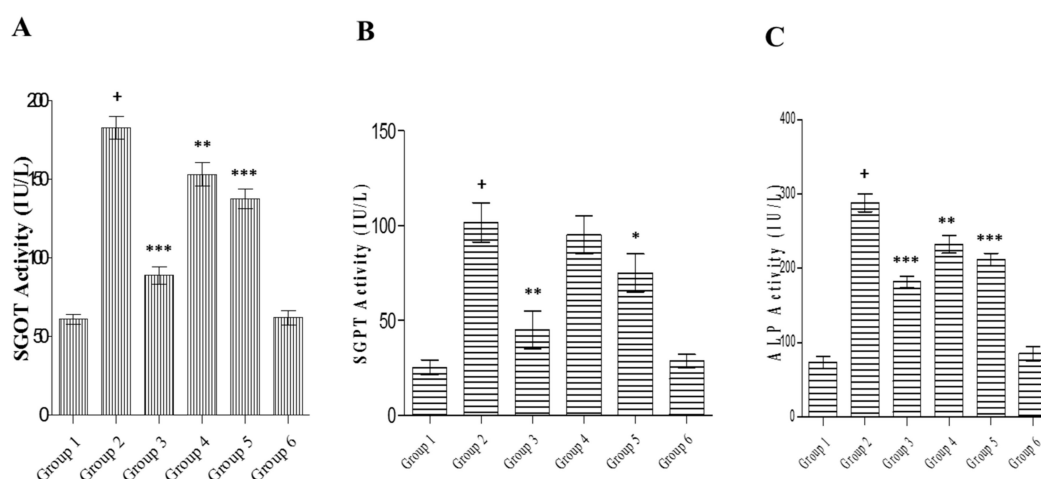 A
SGOT Activity (IU/L)
200
150
100
50
0
+
***
**
***
Group 1
Group 2
Group 3
Group 4
Group 5
Group 6
B
SGPT Activity (IU/L)
150
100
50
0
+
**
*
Group 1
Group 2
Group 3
Group 4
Group 5
Group 6
C
ALP Activity (IU/L)
400
300
200
100
0
+
***
**
***
Group 1
Group 2
Group 3
Group 4
Group 5
Group 6